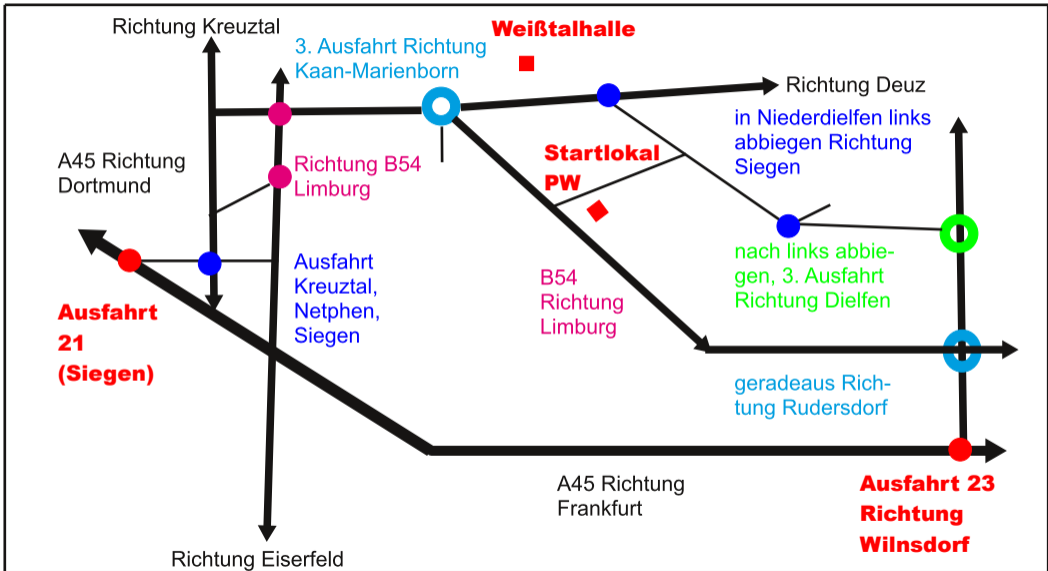 Richtung Kreuztal
3. Ausfahrt Richtung
Kaan-Marienborn
Weißtalhalle
Richtung Deuz
in Niederdielfen links
abbiegen Richtung
Siegen
A45 Richtung
Dortmund
Richtung B54
Limburg
Startlokal
PW
Ausfahrt
Kreuztal,
Netphen,
Siegen
B54
Richtung
Limburg
nach links abbie-
gen, 3. Ausfahrt
Richtung Dielfen
Ausfahrt
21
(Siegen)
geradeaus Rich-
tung Rudersdorf
A45 Richtung
Frankfurt
Ausfahrt 23
Richtung
Wilnsdorf
Richtung Eiserfeld